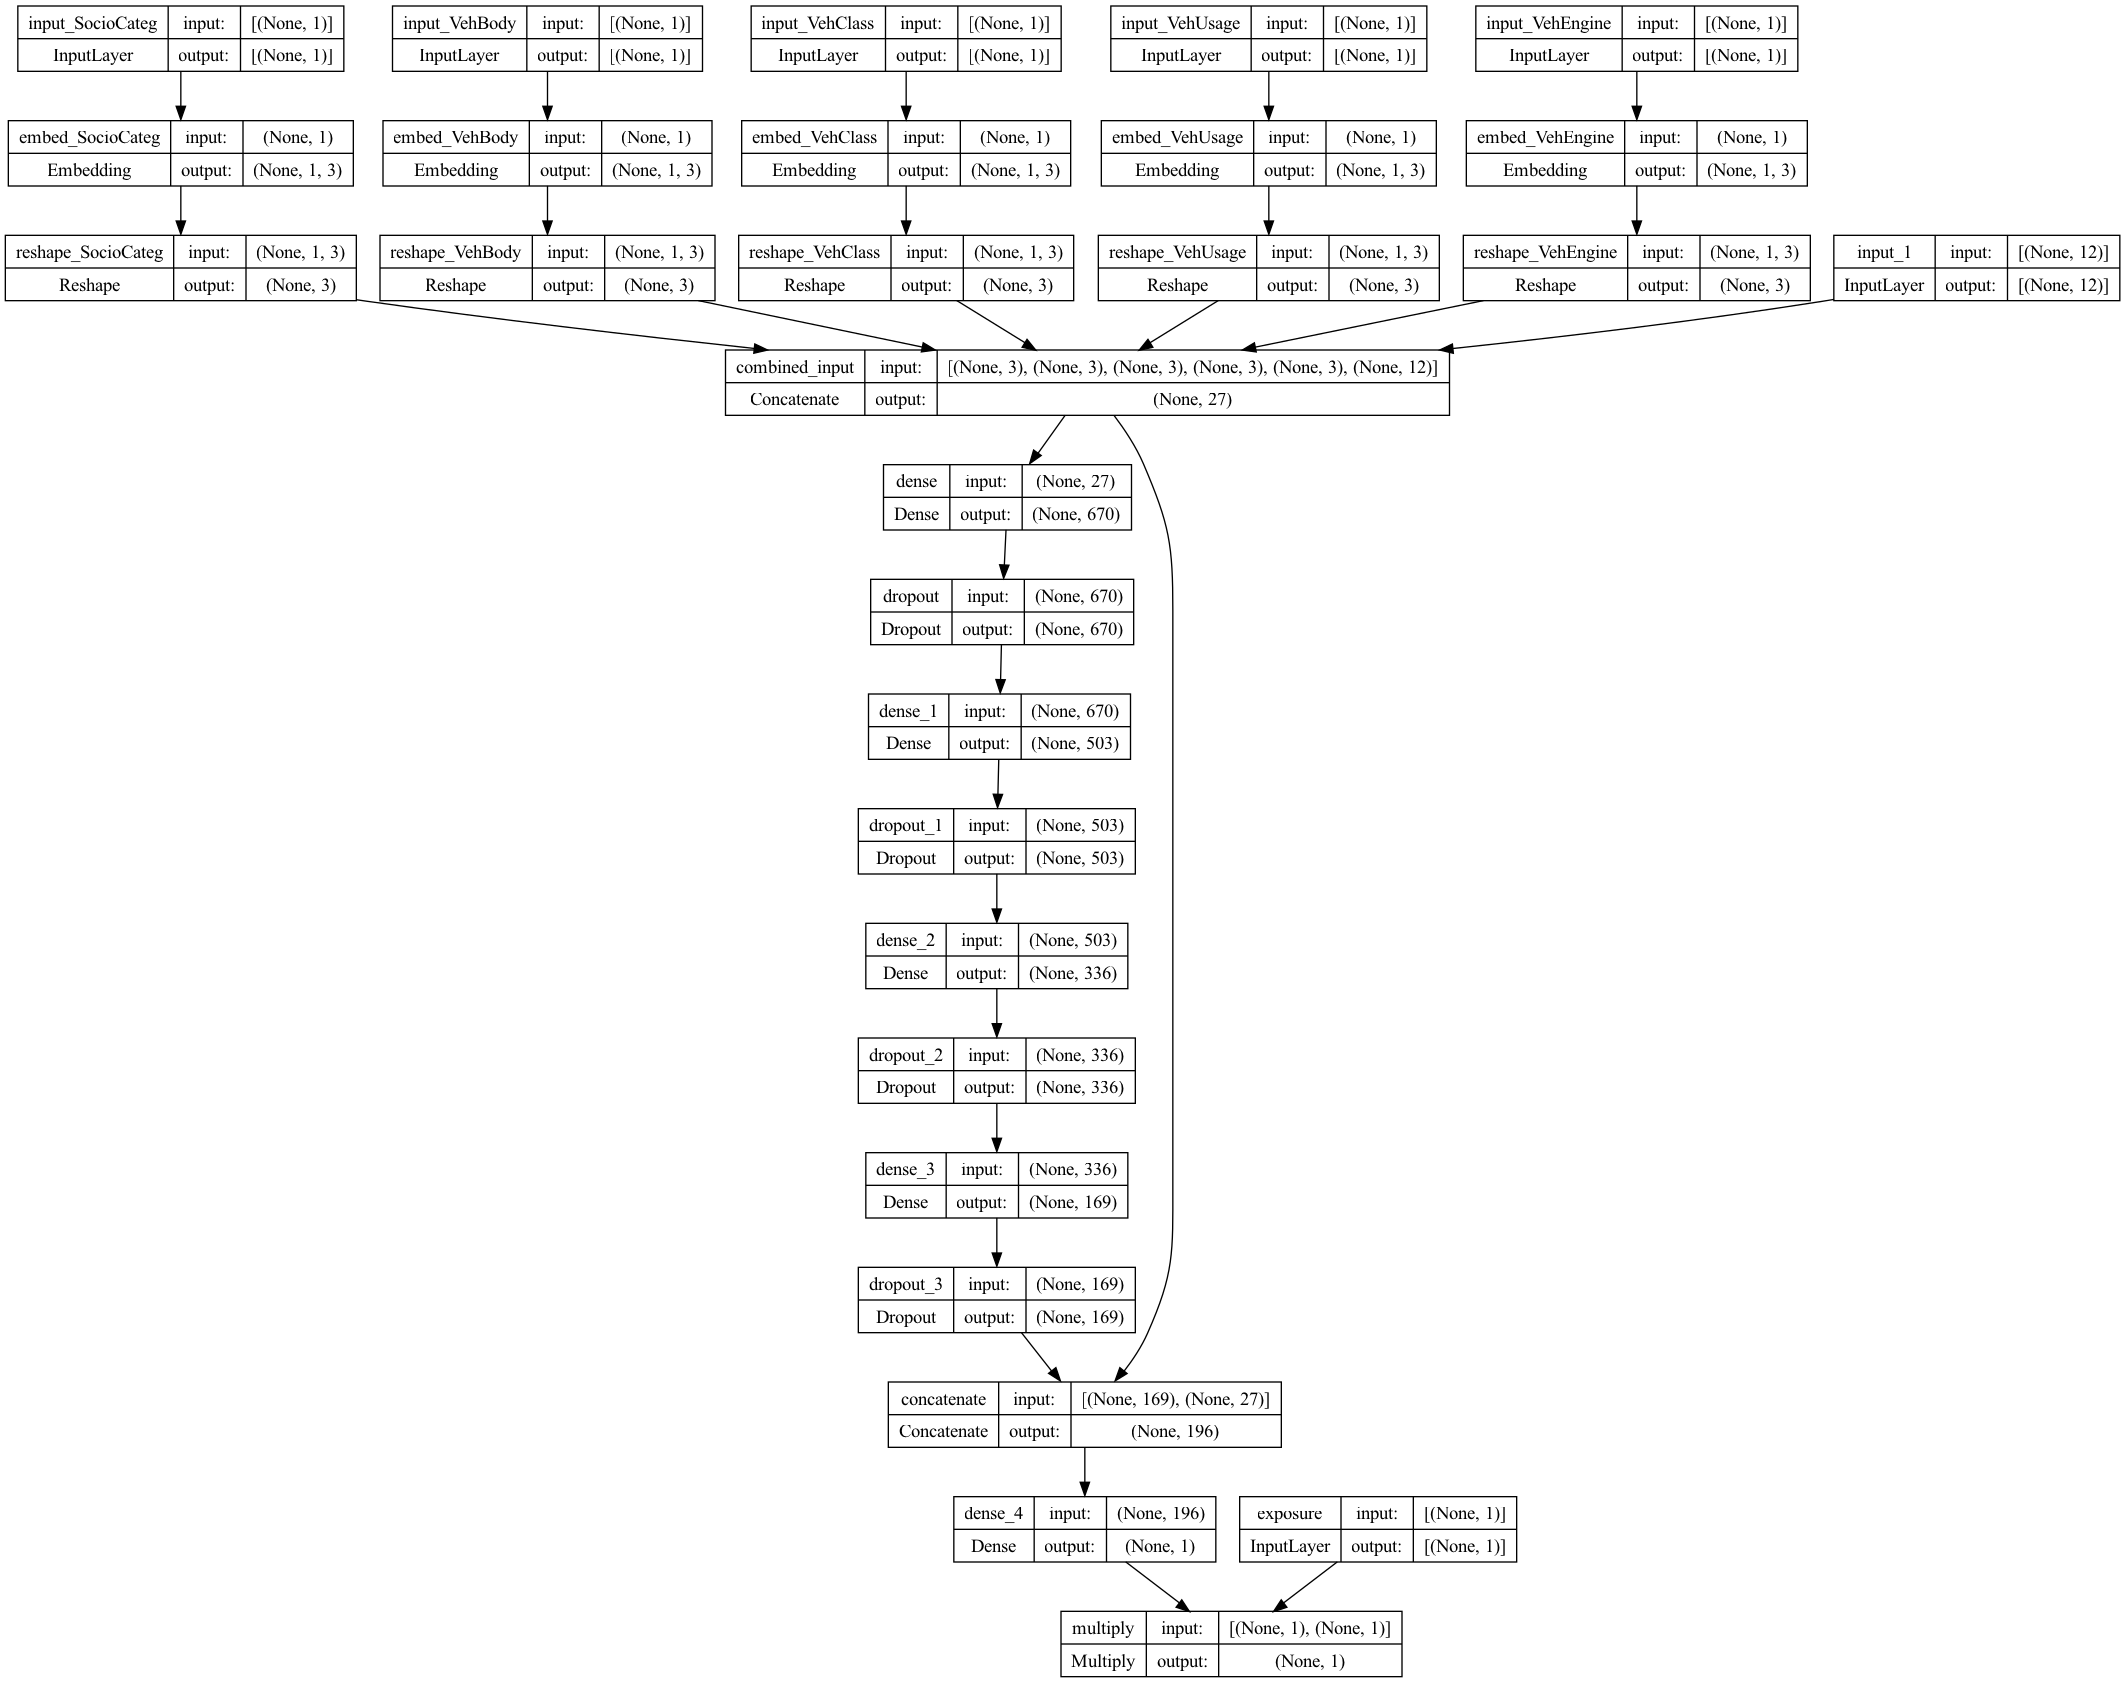 input_SocioCateg input: [(None, 1)]
InputLayer output: [(None, 1)]
input_VehBody input: [(None, 1)]
InputLayer output: [(None, 1)]
input_VehClass input: [(None, 1)]
InputLayer output: [(None, 1)]
input_VehUsage input: [(None, 1)]
InputLayer output: [(None, 1)]
input_VehEngine input: [(None, 1)]
InputLayer output: [(None, 1)]
embed_SocioCateg input: (None, 1)
Embedding output: (None, 1, 3)
embed_VehBody input: (None, 1)
Embedding output: (None, 1, 3)
embed_VehClass input: (None, 1)
Embedding output: (None, 1, 3)
embed_VehUsage input: (None, 1)
Embedding output: (None, 1, 3)
embed_VehEngine input: (None, 1)
Embedding output: (None, 1, 3)
reshape_SocioCateg input: (None, 1, 3)
Reshape output: (None, 3)
reshape_VehBody input: (None, 1, 3)
Reshape output: (None, 3)
reshape_VehClass input: (None, 1, 3)
Reshape output: (None, 3)
reshape_VehUsage input: (None, 1, 3)
Reshape output: (None, 3)
reshape_VehEngine input: (None, 1, 3)
Reshape output: (None, 3)
input_1 input: [(None, 12)]
InputLayer output: [(None, 12)]
combined_input input: [(None, 3), (None, 3), (None, 3), (None, 3), (None, 3), (None, 12)]
Concatenate output: (None, 27)
dense input: (None, 27)
Dense output: (None, 670)
dropout input: (None, 670)
Dropout output: (None, 670)
dense_1 input: (None, 670)
Dense output: (None, 503)
dropout_1 input: (None, 503)
Dropout output: (None, 503)
dense_2 input: (None, 503)
Dense output: (None, 336)
dropout_2 input: (None, 336)
Dropout output: (None, 336)
dense_3 input: (None, 336)
Dense output: (None, 169)
dropout_3 input: (None, 169)
Dropout output: (None, 169)
concatenate input: [(None, 169), (None, 27)]
Concatenate output: (None, 196)
dense_4 input: (None, 196)
Dense output: (None, 1)
exposure input: [(None, 1)]
InputLayer output: [(None, 1)]
multiply input: [(None, 1), (None, 1)]
Multiply output: (None, 1)